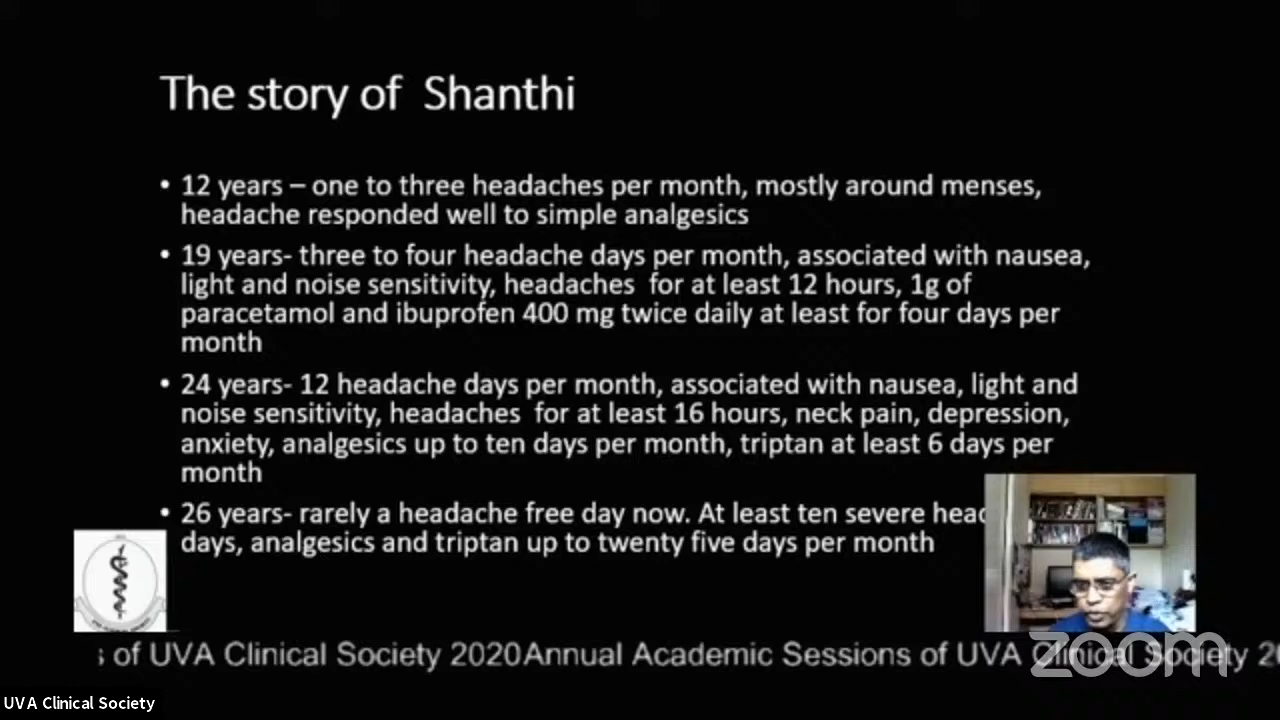 The story of Shanthi
• 12 years – one to three headaches per month, mostly around menses,
headache responded well to simple analgesics
• 19 years- three to four headache days per month, associated with nausea,
light and noise sensitivity, headaches for at least 12 hours, 1g of
paracetamol and ibuprofen 400 mg twice daily at least for four days per
month
• 24 years- 12 headache days per month, associated with nausea, light and
noise sensitivity, headaches for at least 16 hours, neck pain, depression,
anxiety, analgesics up to ten days per month, triptan at least 6 days per
month
• 26 years- rarely a headache free day now. At least ten severe head
days, analgesics and triptan up to twenty five days per month
s of UVA Clinical Society 2020Annual Academic Sessions of UVA Clinical Society 20
zoom
UVA Clinical Society